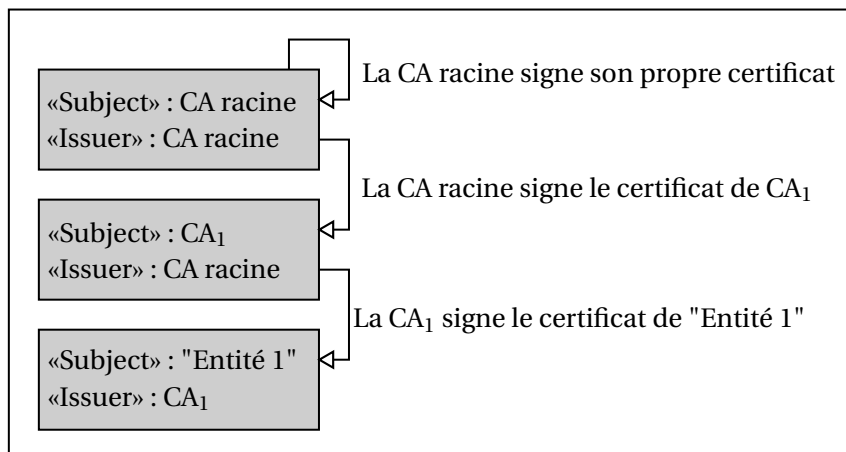 La CA racine signe son propre certificat
«Subject» : CA racine
«Issuer» : CA racine
La CA racine signe le certificat de CA₁
«Subject» : CA₁
«Issuer» : CA racine
La CA₁ signe le certificat de "Entité 1"
«Subject» : "Entité 1"
«Issuer» : CA₁